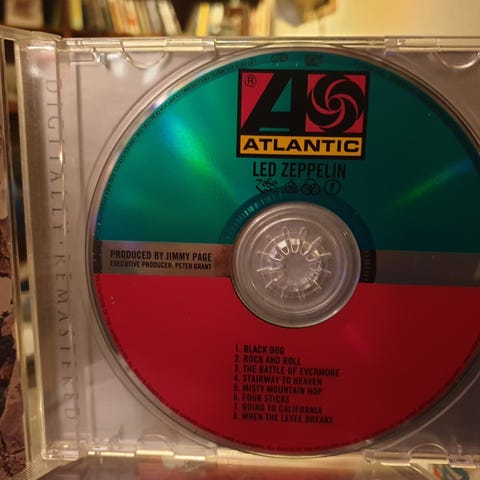 DIGITALLY · REMASTERED
®
ATLANTIC
LED ZEPPELIN
PRODUCED BY JIMMY PAGE
EXECUTIVE PRODUCER: PETER GRANT
1. BLACK DOG
2. ROCK AND ROLL
3. THE BATTLE OF EVERMORE
4. STAIRWAY TO HEAVEN
5. MISTY MOUNTAIN HOP
6. FOUR STICKS
7. GOING TO CALIFORNIA
8. WHEN THE LEVEE BREAKS